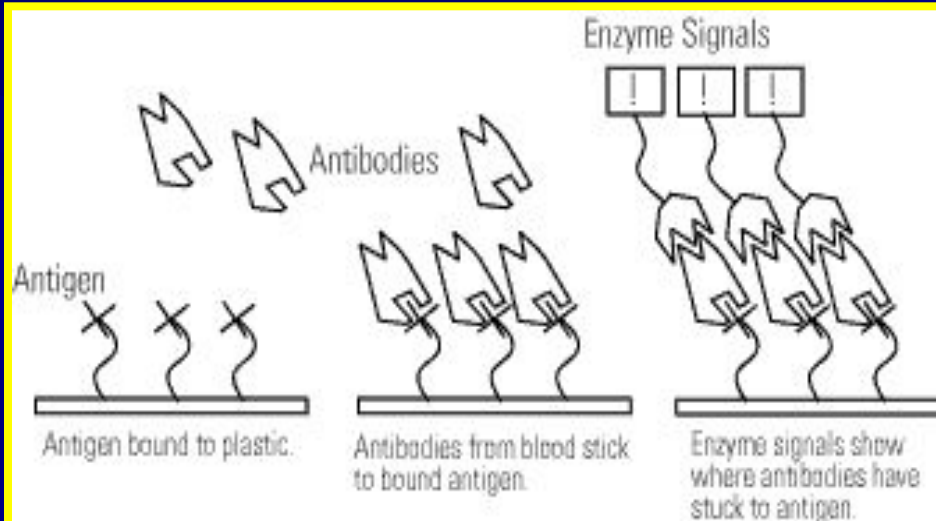 Enzyme Signals
! ! !
Antibodies
Antigen
Antigen bound to plastic.
Antibodies from blood stick
to bound antigen.
Enzyme signals show
where antibodies have
stuck to antigen.